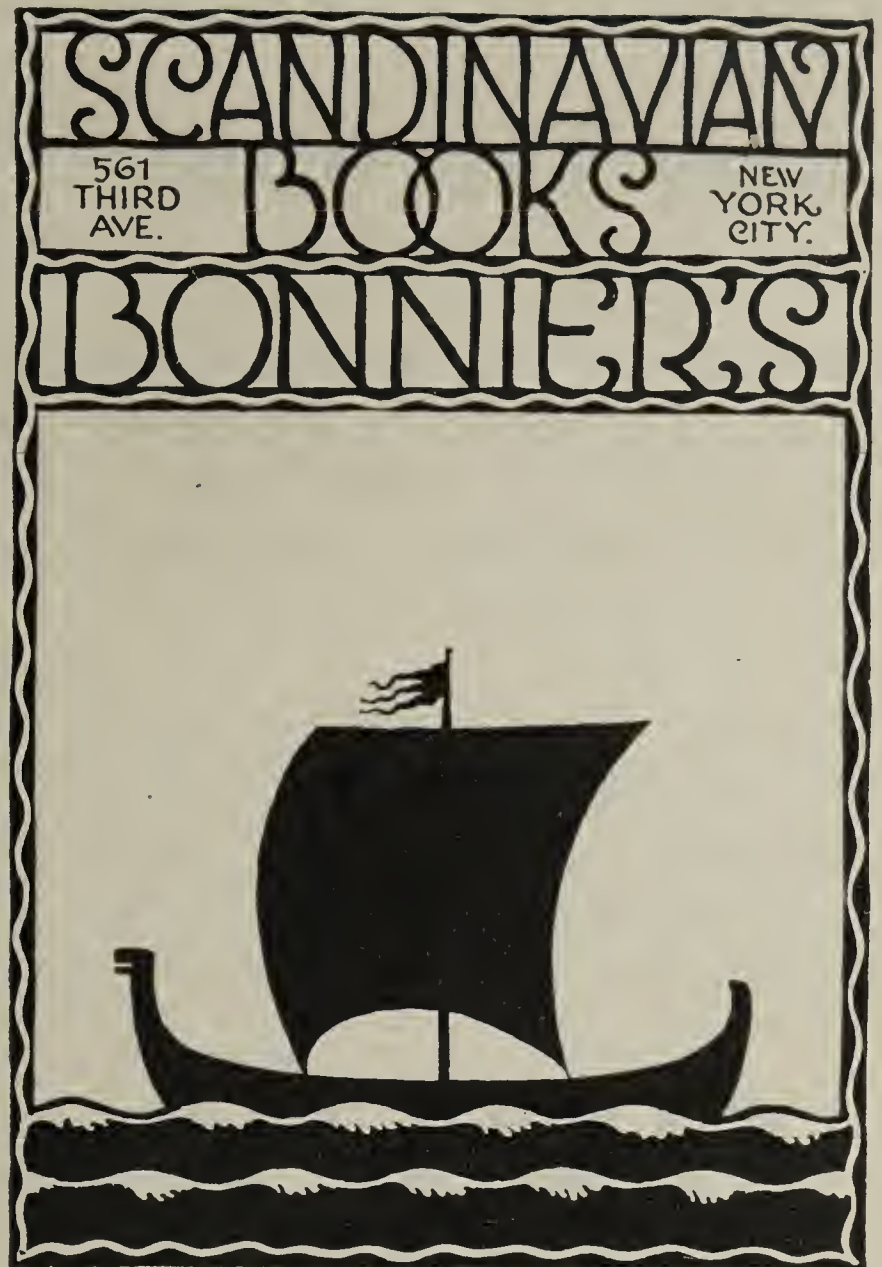 SCANDINAVIAN
561
THIRD
AVE.
BOOKS
NEW
YORK
CITY.
BONNIER'S